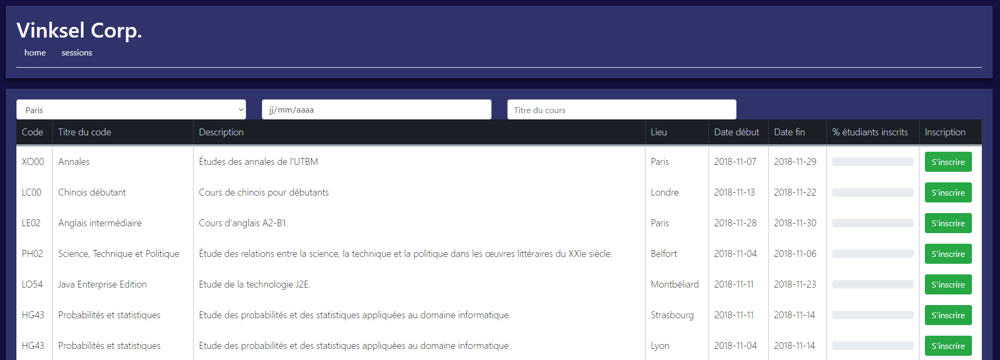 Vinksel Corp.
home sessions
Paris jj/mm/aaaa Titre du cours
Code Titre du code Description Lieu Date début Date fin % étudiants inscrits Inscription
XO00 Annales Études des annales de l'UTBM Paris 2018-11-07 2018-11-29 S'inscrire
LC00 Chinois débutant Cours de chinois pour débutants Londre 2018-11-13 2018-11-22 S'inscrire
LE02 Anglais intermédiaire Cours d'anglais A2-B1. Paris 2018-11-28 2018-11-30 S'inscrire
PH02 Science, Technique et Politique Étude des relations entre la science, la technique et la politique dans les œuvres littéraires du XXIe siècle. Belfort 2018-11-04 2018-11-06 S'inscrire
LO54 Java Enterprise Edition Etude de la technologie J2E. Montbéliard 2018-11-11 2018-11-23 S'inscrire
HG43 Probabilités et statistiques Etude des probabilités et des statistiques appliquées au domaine informatique. Strasbourg 2018-11-11 2018-11-14 S'inscrire
HG43 Probabilités et statistiques Etude des probabilités et des statistiques appliquées au domaine informatique. Lyon 2018-11-04 2018-11-14 S'inscrire